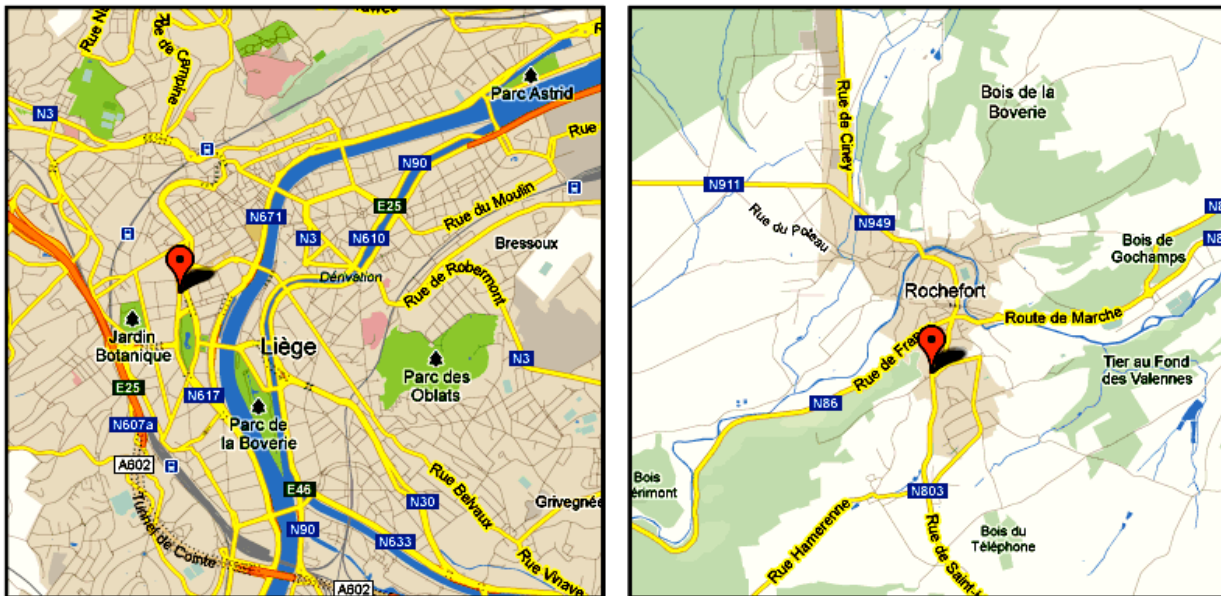 Rue de Campine
Parc Astrid
N3
N90
Rue
E25
Rue du Moulin
N671
N3
N610
Bressoux
Dérivation
Rue de Robermont
Jardin
Botanique
Liège
N3
E25
Parc des
Oblats
N617
N607a
Parc de
la Boverie
A602
E46
N30
Rue Belvaux
Grivegnée
Tunnel de Cointe
N90
N633
Rue Vinave
A602
Rue de Ciney
Bois de la
Boverie
N911
Rue du Poteau
N949
Bois de
Gochamps
Rochefort
Route de Marche
Rue de Fran
Tier au Fond
des Valennes
N86
Bois
érimont
N803
Rue Hamerenne
Rue de Saint-
Bois du
Téléphone